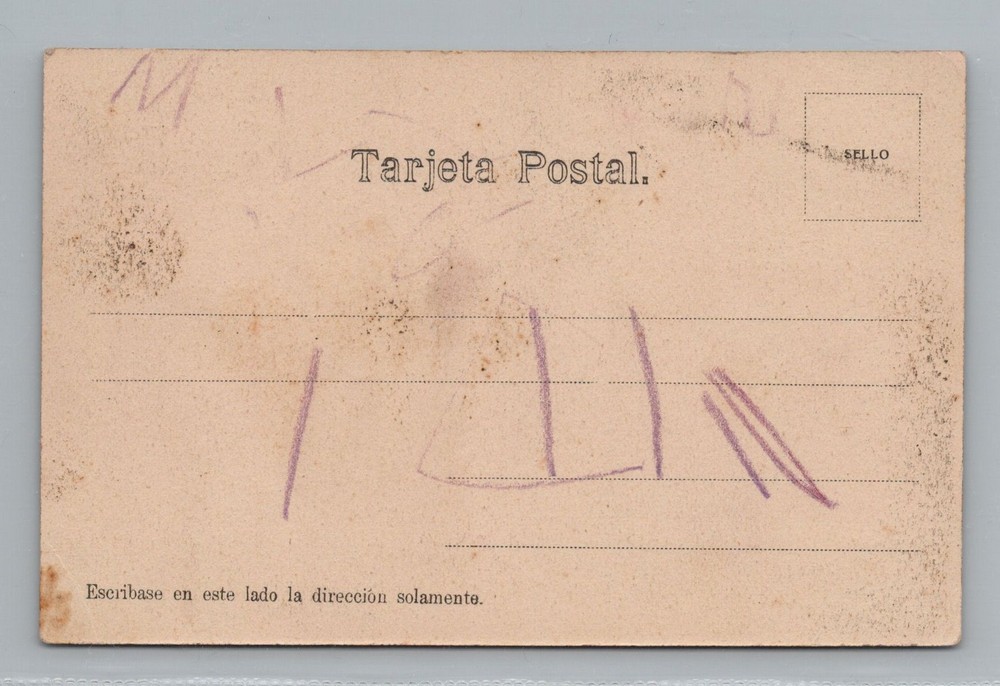 Tarjeta Postal.
SELLO
Escribase en este lado la dirección solamente.